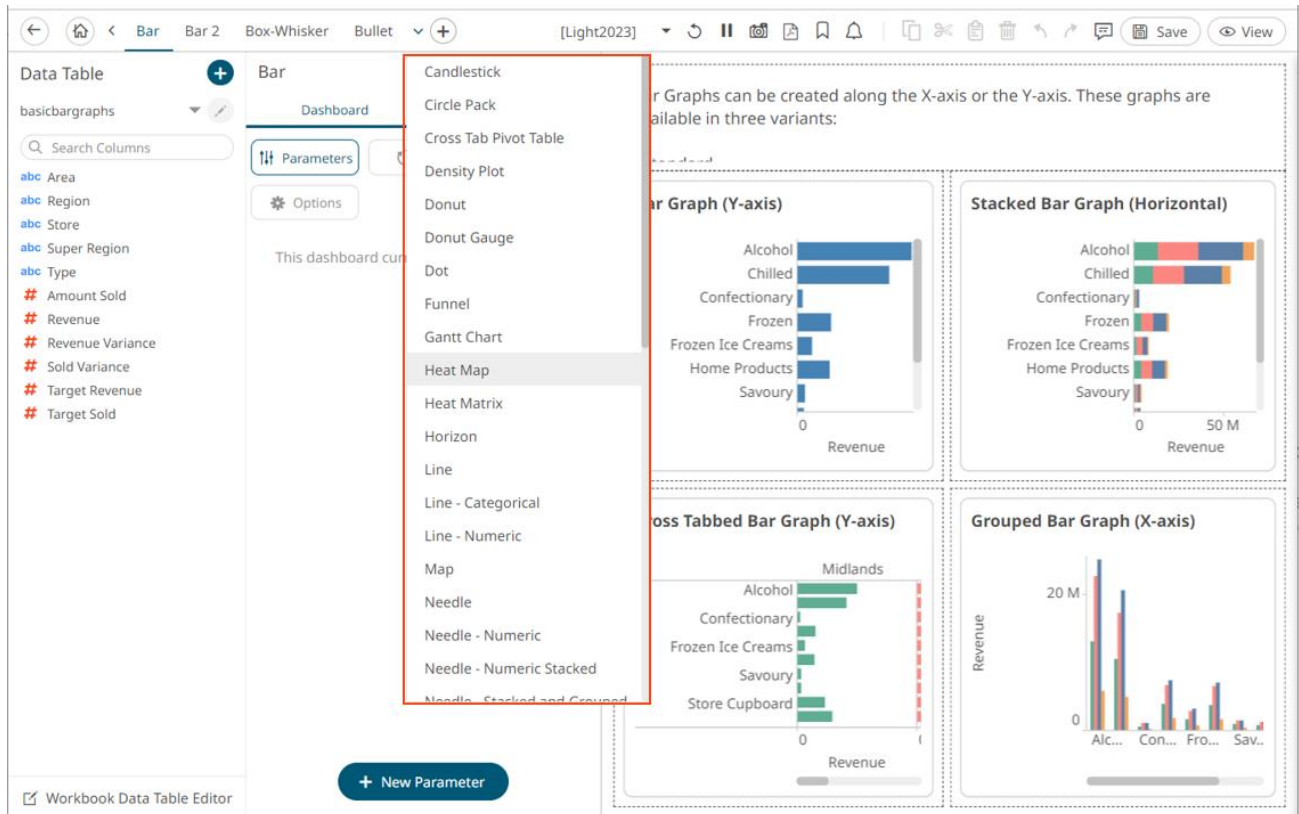 Bar Bar 2 Box-Whisker Bullet [Light2023] Save View
Data Table
basicbargraphs
Search Columns
abc Area
abc Region
abc Store
abc Super Region
abc Type
# Amount Sold
# Revenue
# Revenue Variance
# Sold Variance
# Target Revenue
# Target Sold
Workbook Data Table Editor
Bar
Dashboard
Parameters
Options
This dashboard cur
+ New Parameter
Candlestick
Circle Pack
Cross Tab Pivot Table
Density Plot
Donut
Donut Gauge
Dot
Funnel
Gantt Chart
Heat Map
Heat Matrix
Horizon
Line
Line - Categorical
Line - Numeric
Map
Needle
Needle - Numeric
Needle - Numeric Stacked
Needle - Stacked and Grouped
r Graphs can be created along the X-axis or the Y-axis. These graphs are
ailable in three variants:
ar Graph (Y-axis)
Alcohol
Chilled
Confectionary
Frozen
Frozen Ice Creams
Home Products
Savoury
0
Revenue
Stacked Bar Graph (Horizontal)
Alcohol
Chilled
Confectionary
Frozen
Frozen Ice Creams
Home Products
Savoury
0 50 M
Revenue
oss Tabbed Bar Graph (Y-axis)
Midlands
Alcohol
Confectionary
Frozen Ice Creams
Savoury
Store Cupboard
0
Revenue
Grouped Bar Graph (X-axis)
20 M
Revenue
0
Alc... Con... Fro... Sav..